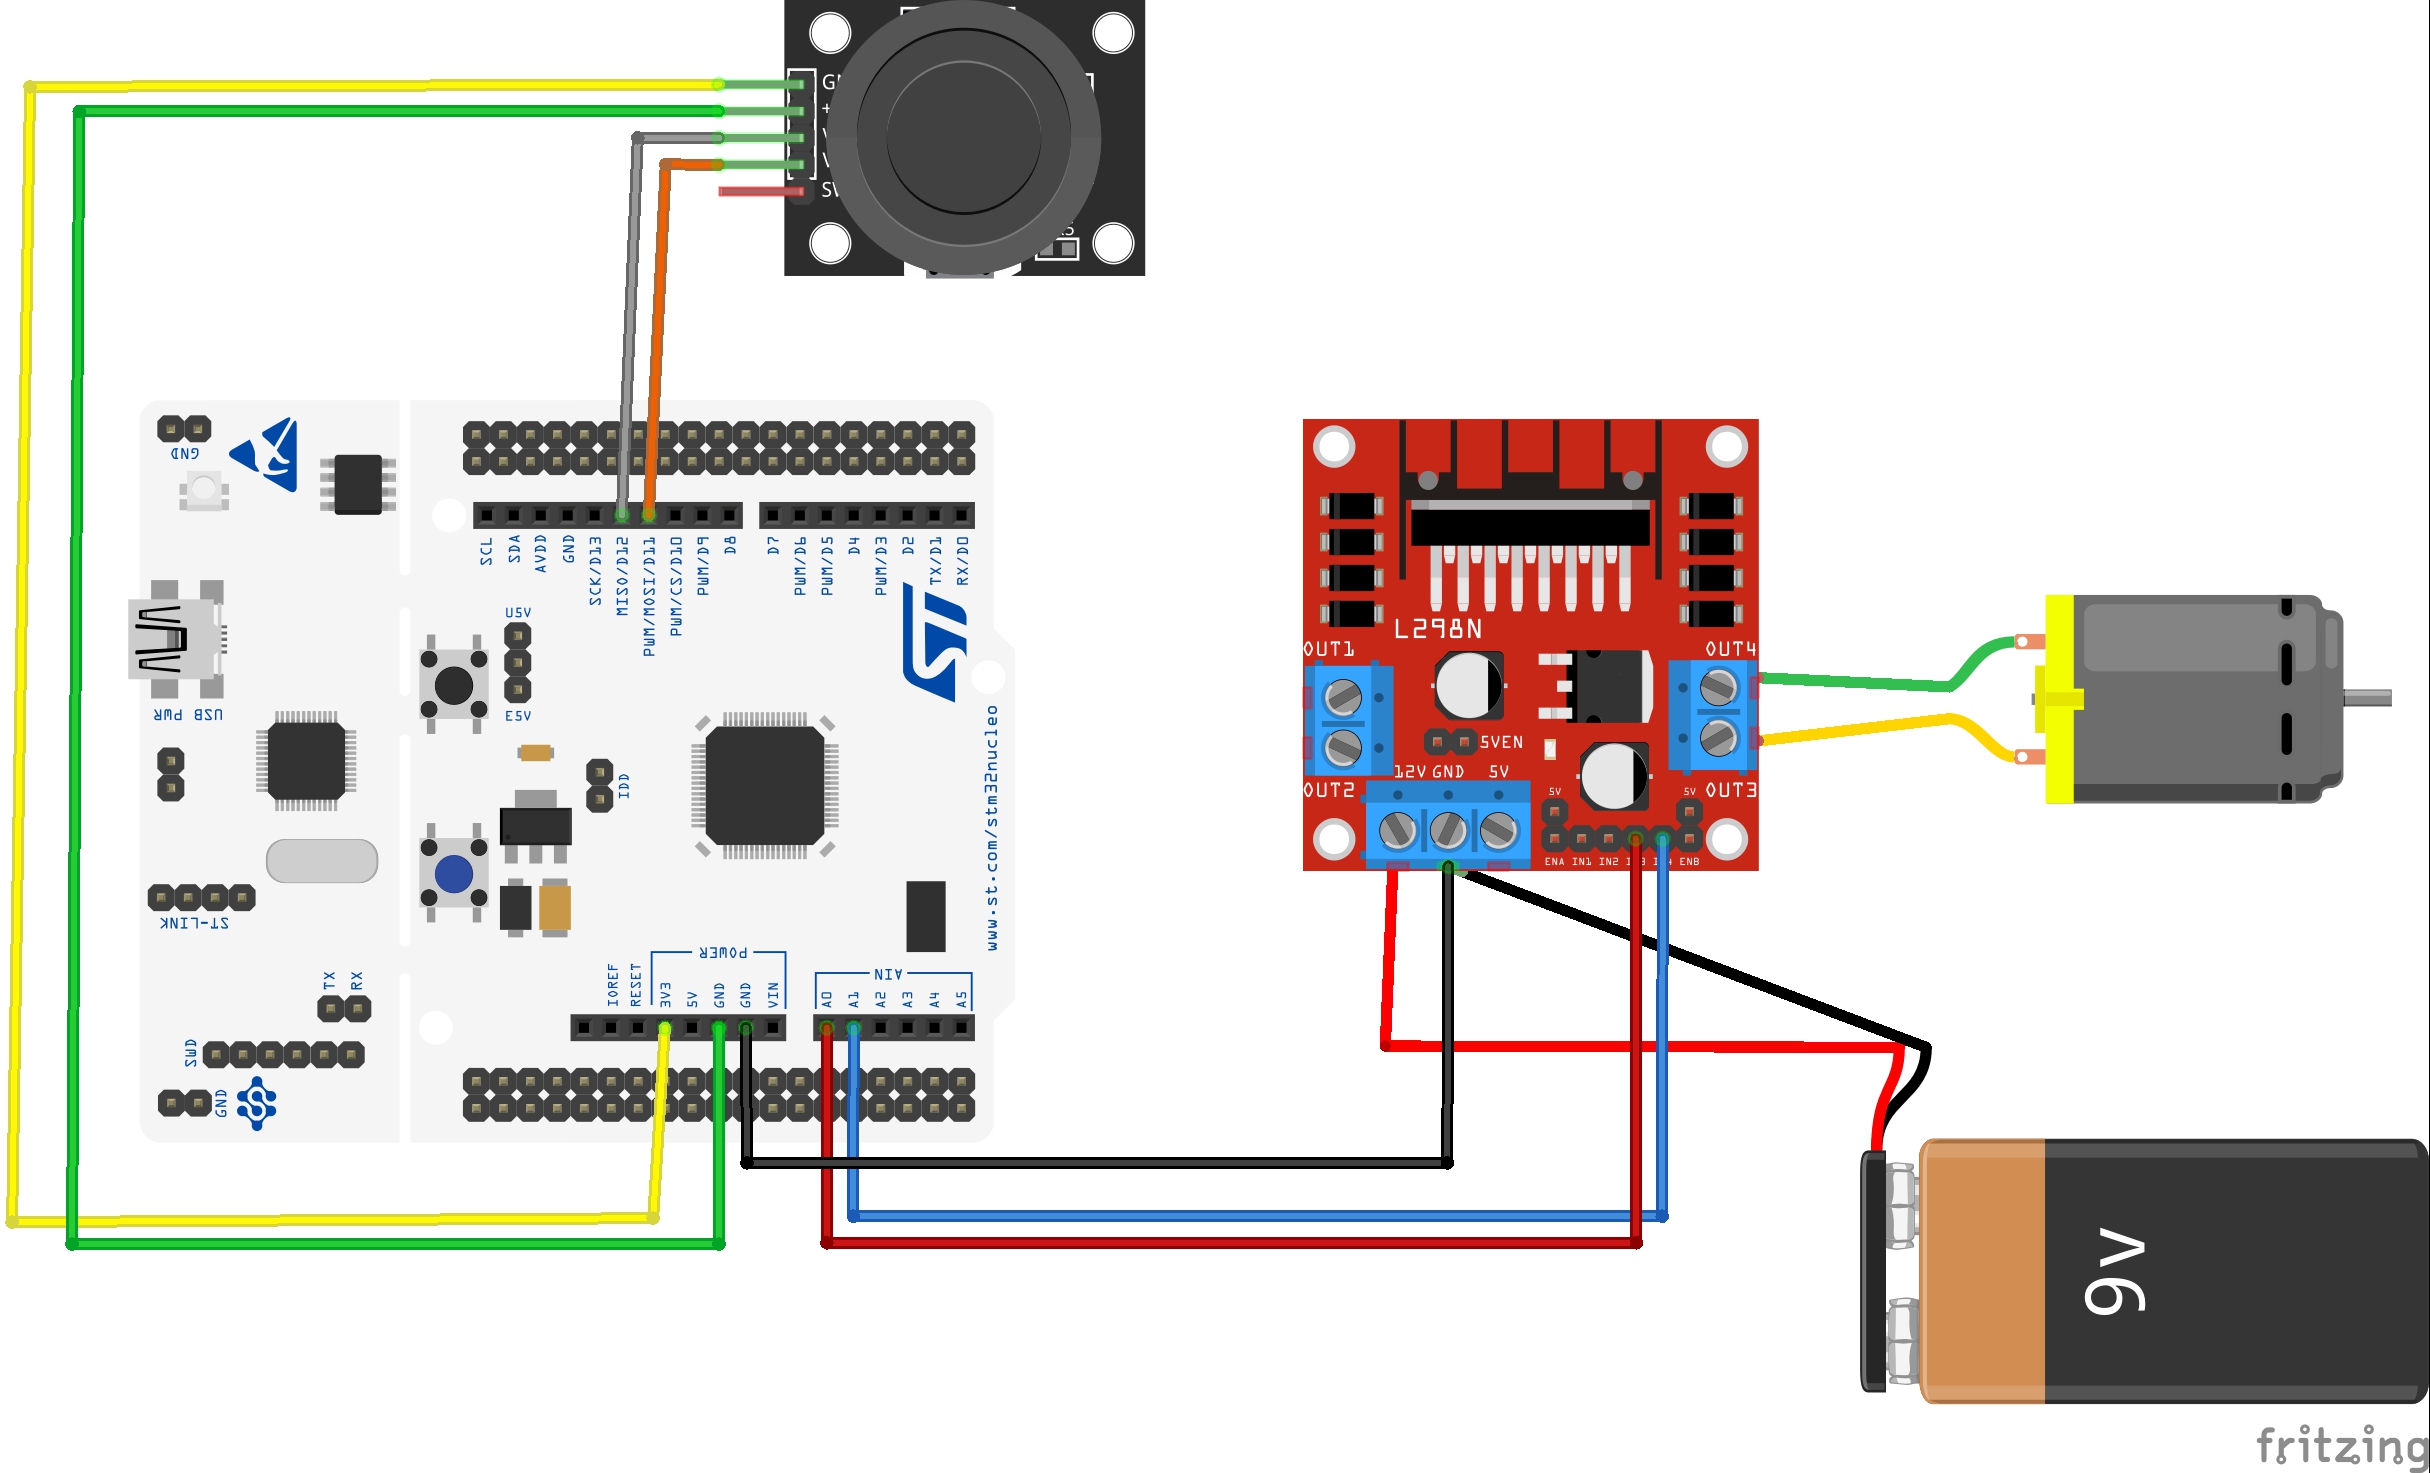 GND
SCL
SDA
AVDD
GND
SCK/D13
MISO/D12
PWM/MOSI/D11
PWM/CS/D10
PWM/D9
D8
D7
PWM/D6
PWM/D5
D4
PWM/D3
D2
TX/D1
RX/D0
U5V
E5V
USB PWR
IDD
ST-LINK
www.st.com/stm32nucleo
TX
RX
SWD
GND
POWER
IOREF
RESET
3V3
5V
GND
GND
VIN
AIN
A0
A1
A2
A3
A4
A5
L298N
OUT1
OUT4
5VEN
12V GND 5V
OUT2
OUT3
5V
5V
ENA IN1 IN2 ENB
9v
fritzing